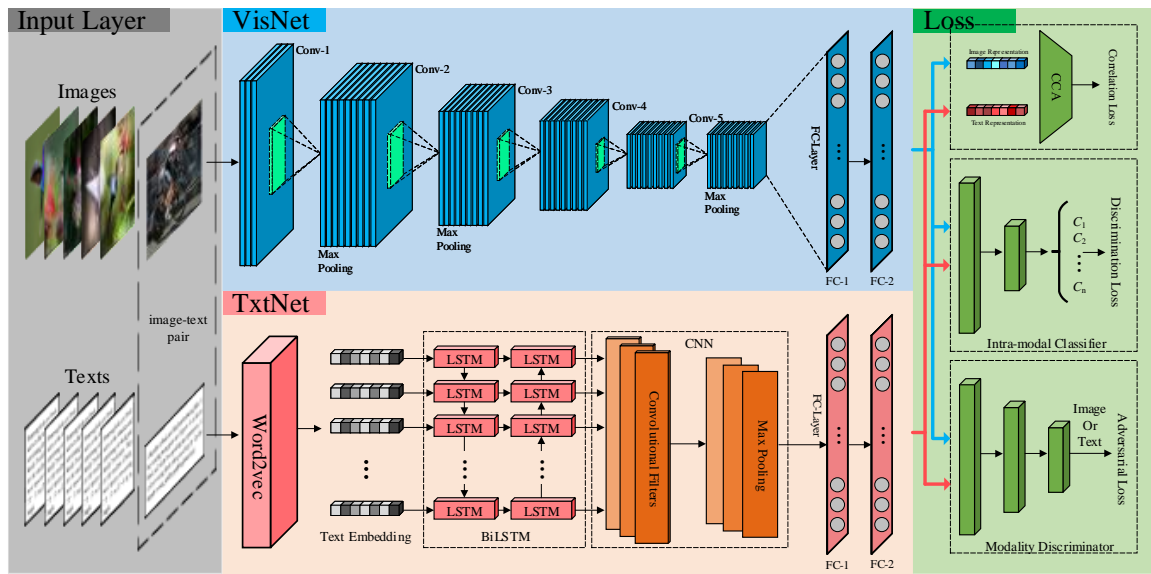 Input Layer
Images
image-text
pair
Texts
VisNet
Conv-1
Conv-2
Conv-3
Conv-4
Conv-5
Max
Pooling
Max
Pooling
Max
Pooling
FC-Layer
FC-1
FC-2
TxtNet
Word2vec
Text Embedding
LSTM
LSTM
LSTM
LSTM
LSTM
LSTM
LSTM
LSTM
BiLSTM
CNN
Convolutional Filters
Max Pooling
FC-Layer
FC-1
FC-2
Loss
Image Representation
Text Representation
CCA
Correlation Loss
C1
C2
Cn
Discrimination Loss
Intra-modal Classifier
Image
Or
Text
Adversarial Loss
Modality Discriminator